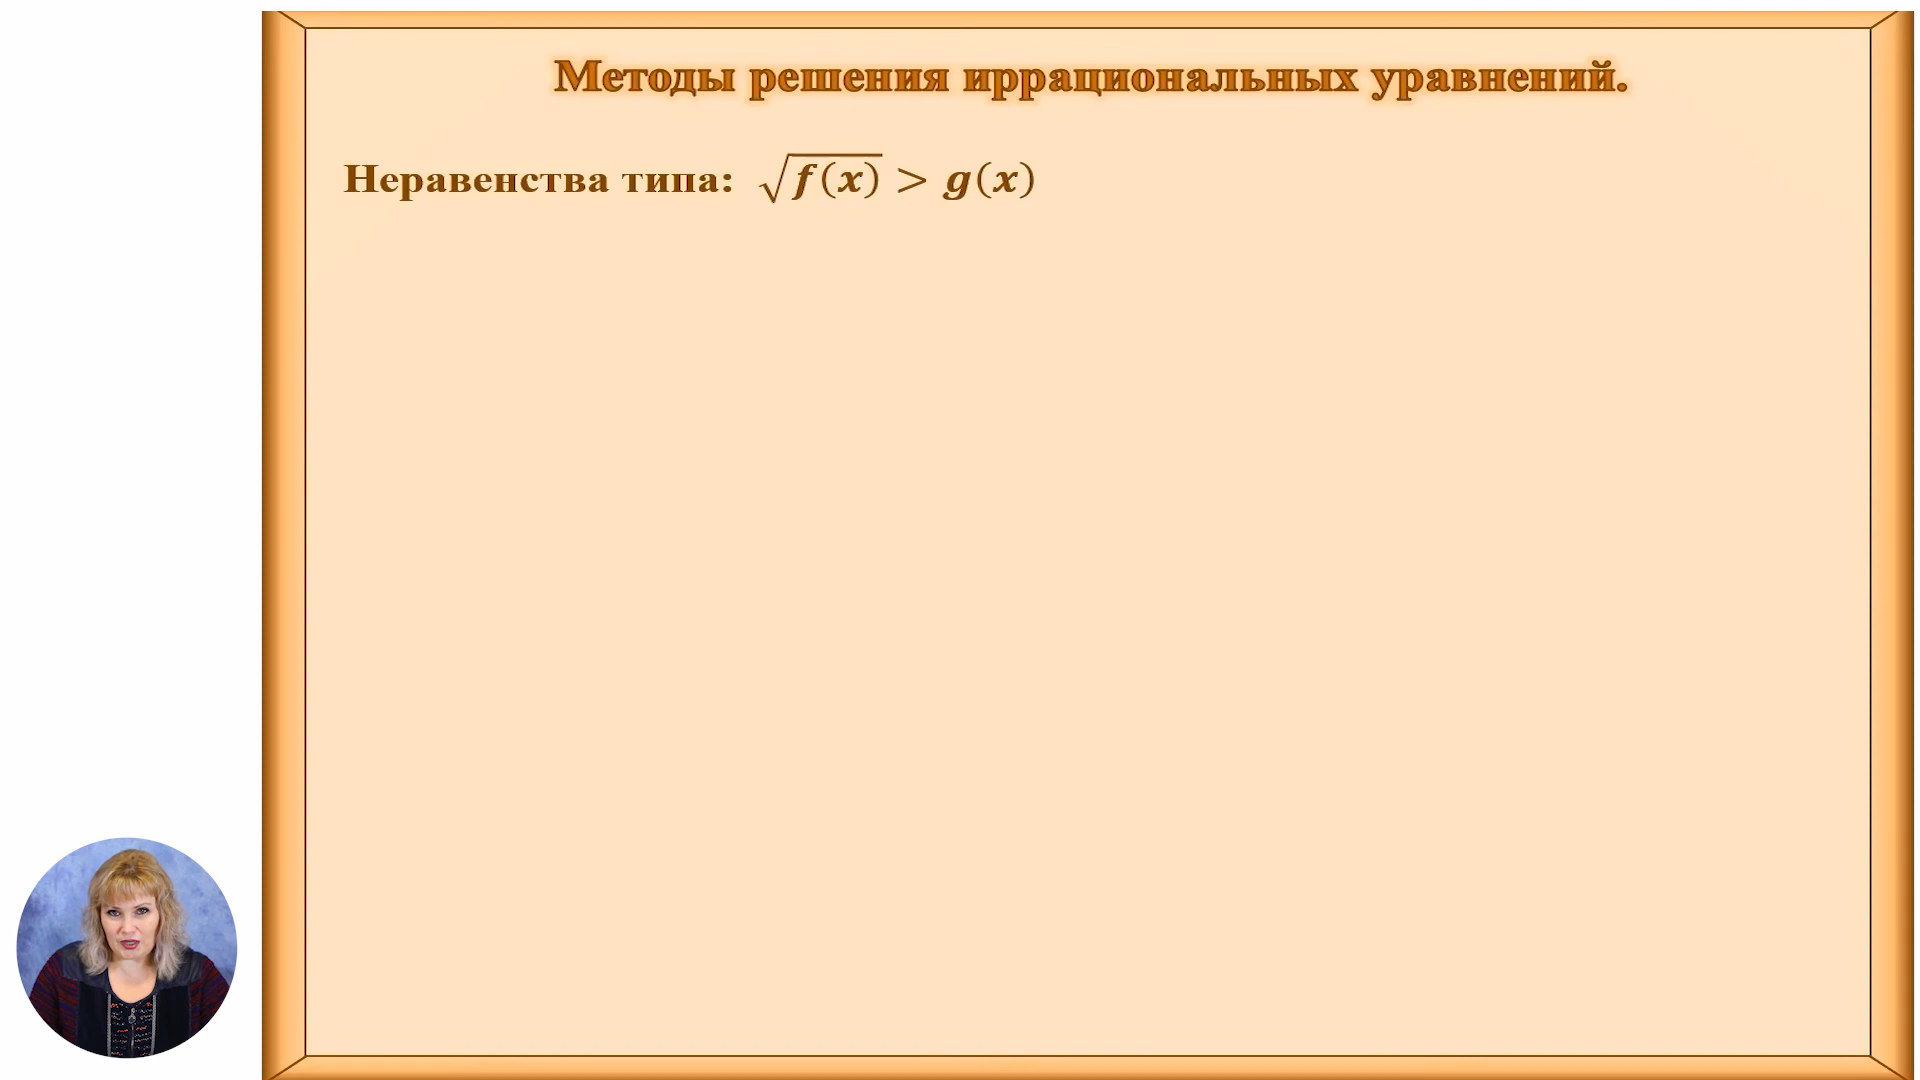 Методы решения иррациональных уравнений.
Неравенства типа: √f(x) > g(x)